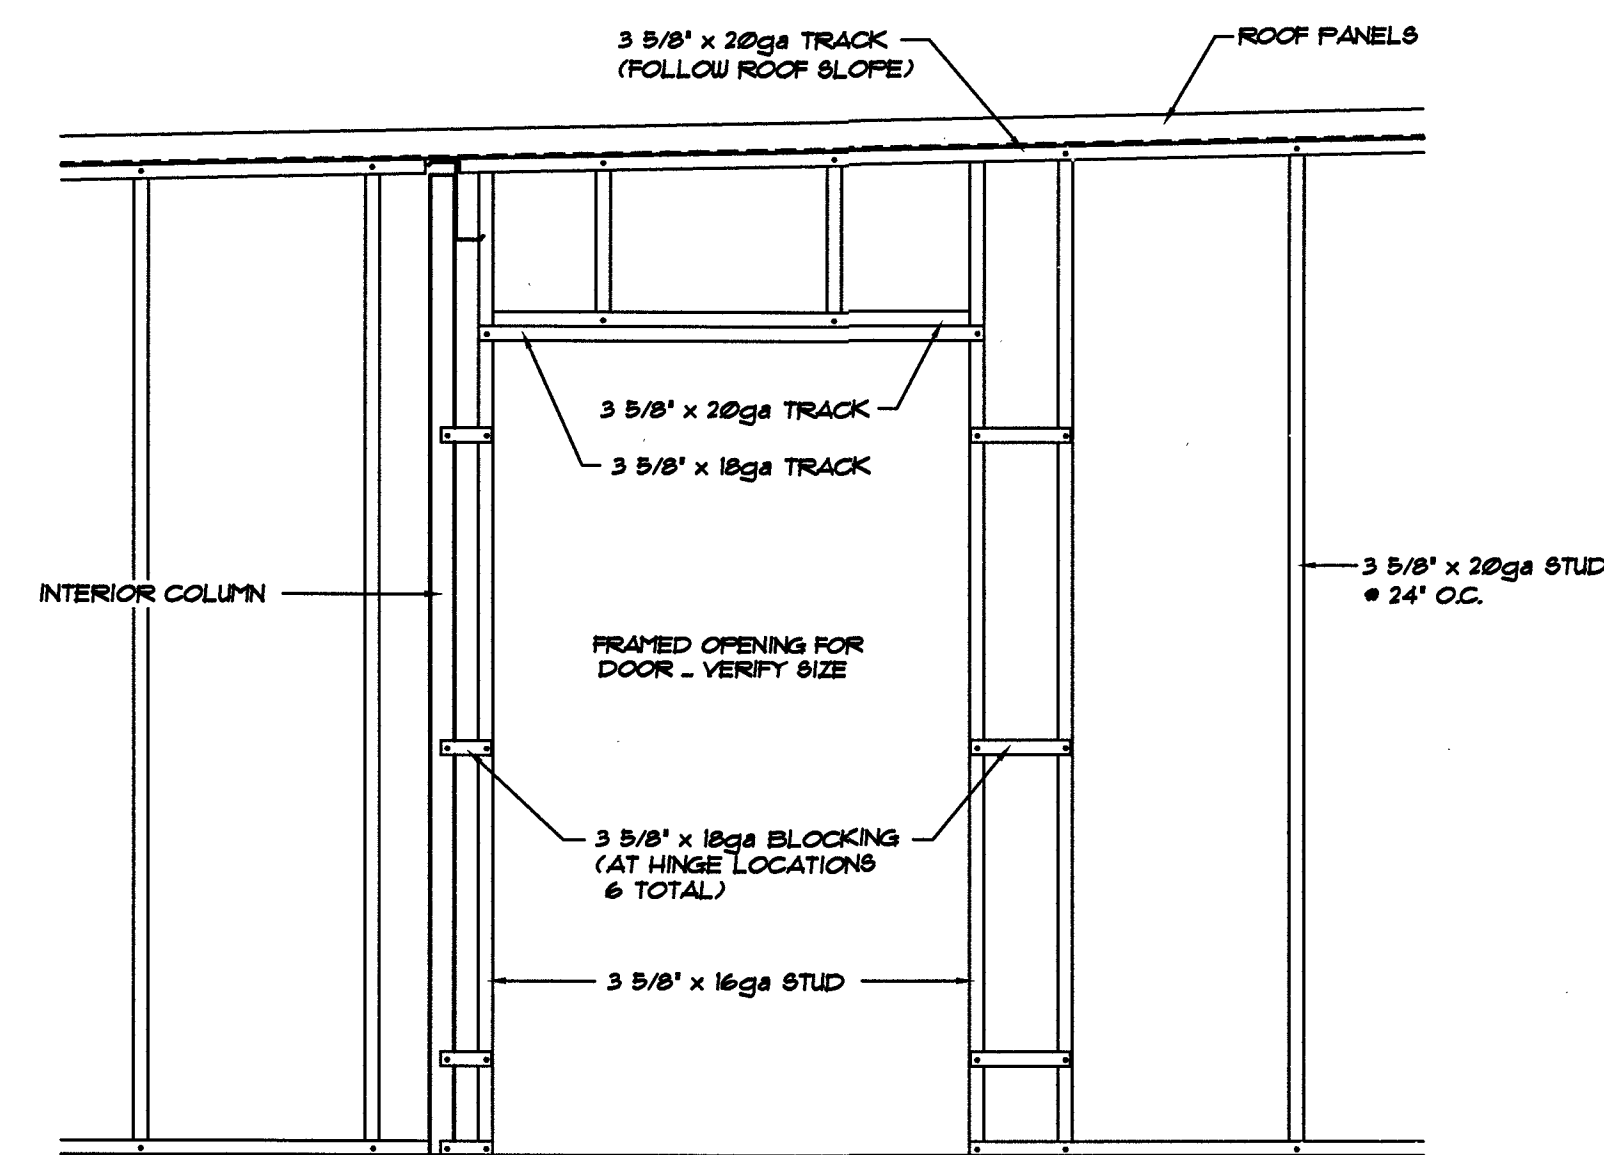 3 5/8" x 20ga TRACK
(FOLLOW ROOF SLOPE)
ROOF PANELS
3 5/8" x 20ga TRACK
3 5/8" x 18ga TRACK
3 5/8" x 20ga STUD
@ 24" O.C.
INTERIOR COLUMN
FRAMED OPENING FOR
DOOR - VERIFY SIZE
3 5/8" x 18ga BLOCKING
(AT HINGE LOCATIONS
6 TOTAL)
3 5/8" x 16ga STUD